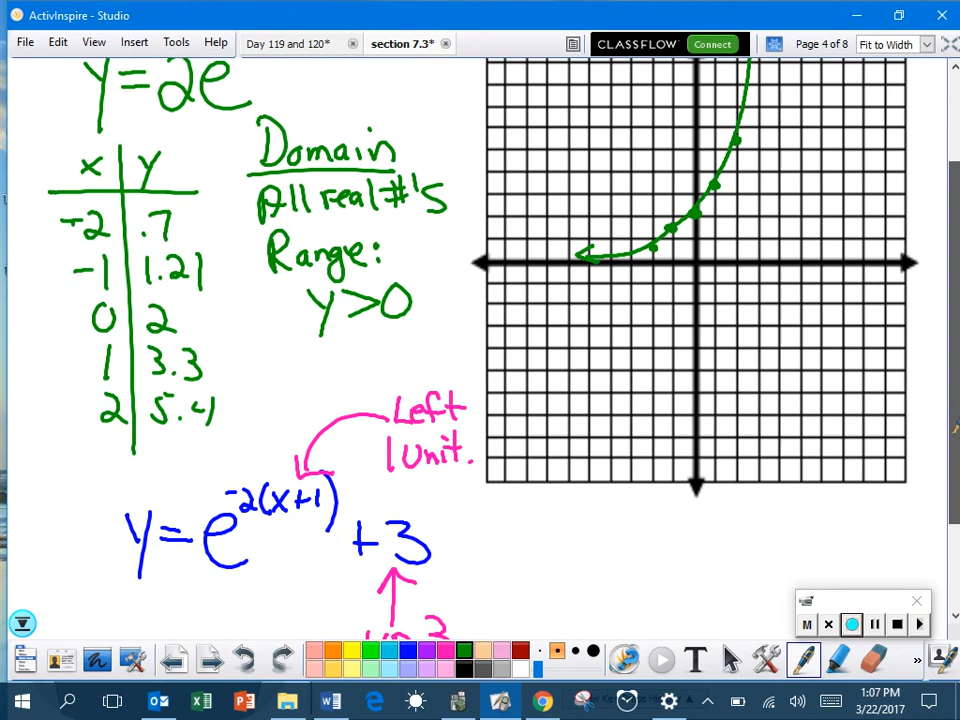 ActivInspire - Studio
File Edit View Insert Tools Help
Day 119 and 120*
section 7.3*
CLASSFLOW Connect
Page 4 of 8
Fit to Width
y=2e
x y
-2 .7
-1 1.21
0 2
1 3.3
2 5.4
Domain
All real #'s
Range:
y>0
Left
1 Unit.
y=e^-2(x+1) +3
M
T
1:07 PM
3/22/2017